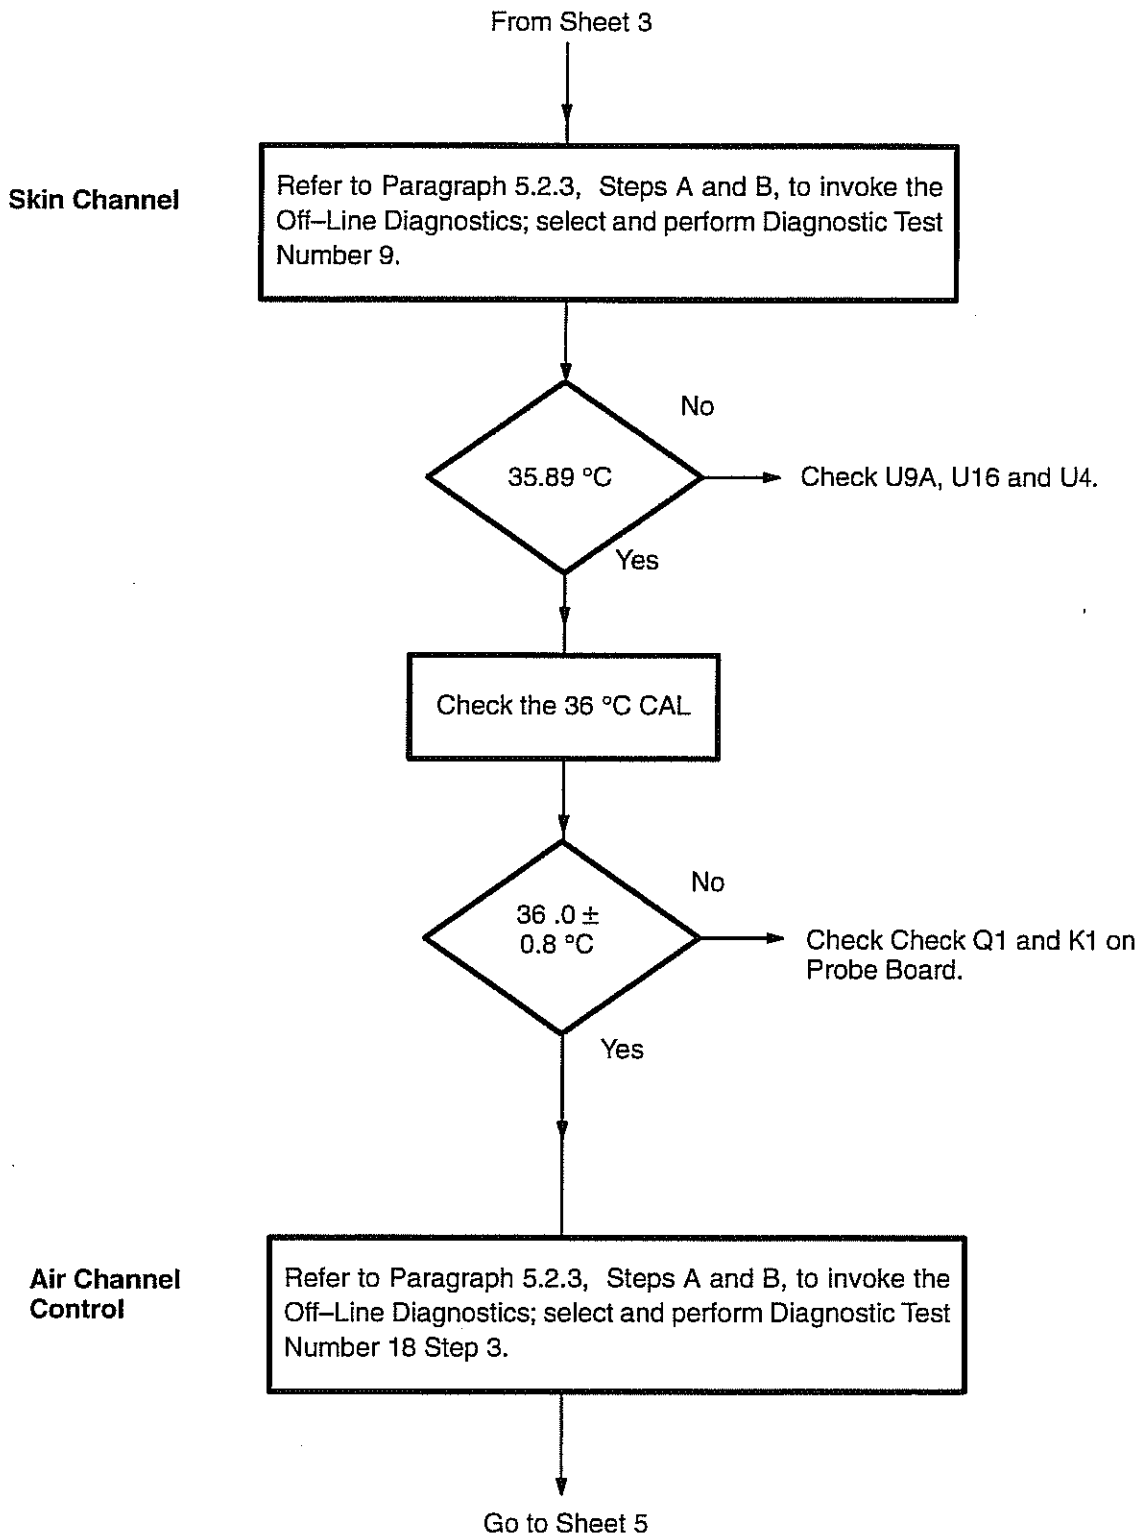 From Sheet 3
Skin Channel
Refer to Paragraph 5.2.3, Steps A and B, to invoke the
Off–Line Diagnostics; select and perform Diagnostic Test
Number 9.
No
35.89 °C
Check U9A, U16 and U4.
Yes
Check the 36 °C CAL
No
36 .0 ±
0.8 °C
Check Check Q1 and K1 on
Probe Board.
Yes
Air Channel
Control
Refer to Paragraph 5.2.3, Steps A and B, to invoke the
Off–Line Diagnostics; select and perform Diagnostic Test
Number 18 Step 3.
Go to Sheet 5